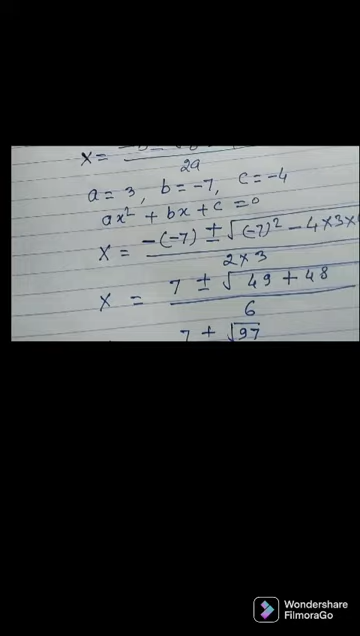 x =
2a
a = 3, b = -7, c = -4
ax² + bx + c = 0
x = -(-7) ± √(-7)² - 4×3×
2×3
x = 7 ± √49 + 48
6
7 ± √97
Wondershare
FilmoraGo